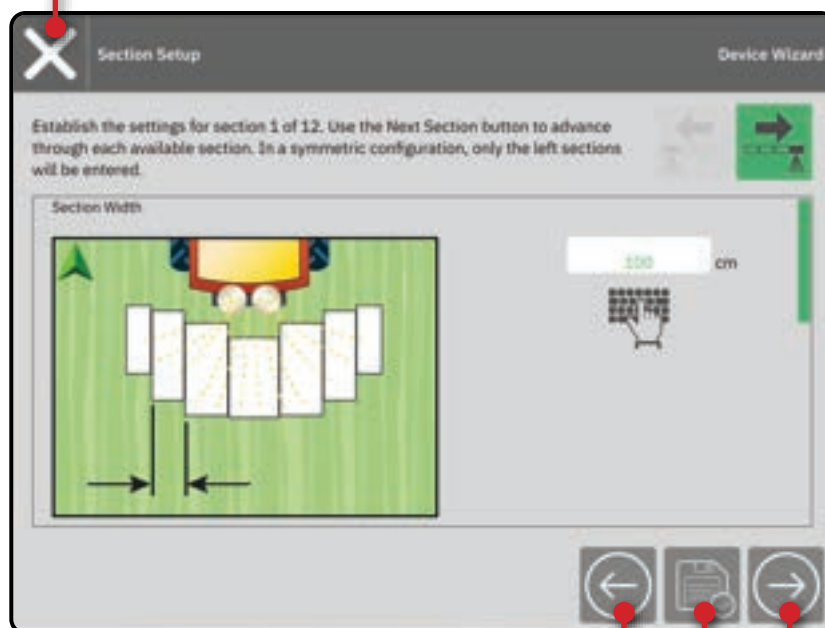 Section Setup
Device Wizard
Establish the settings for section 1 of 12. Use the Next Section button to advance
through each available section. In a symmetric configuration, only the left sections
will be entered.
Section Width
100
cm